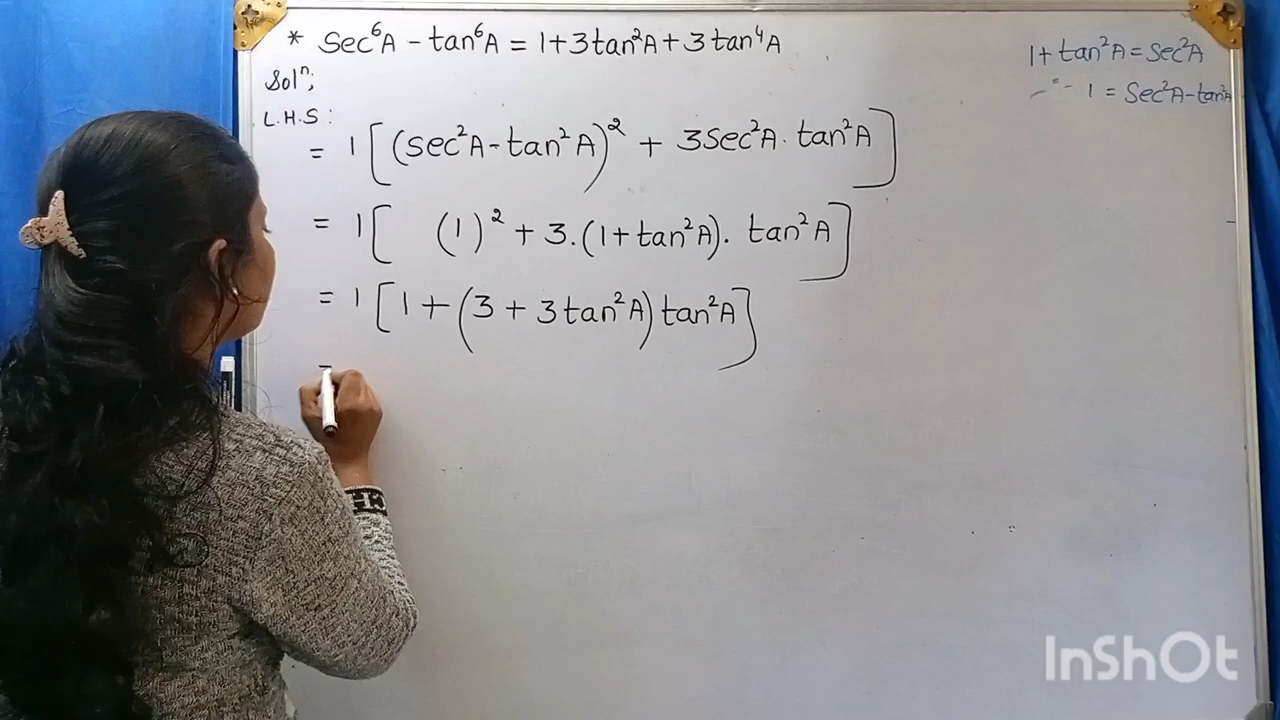 * sec⁶A - tan⁶A = 1+3tan²A+3tan⁴A
1+tan²A=sec²A
1 = sec²A-tan²A
Solⁿ;
L.H.S :
= 1[(sec²A-tan²A)² + 3sec²A. tan²A]
= 1[ (1)² + 3.(1+tan²A). tan²A]
= 1[1+(3+3tan²A)tan²A]
InShOt